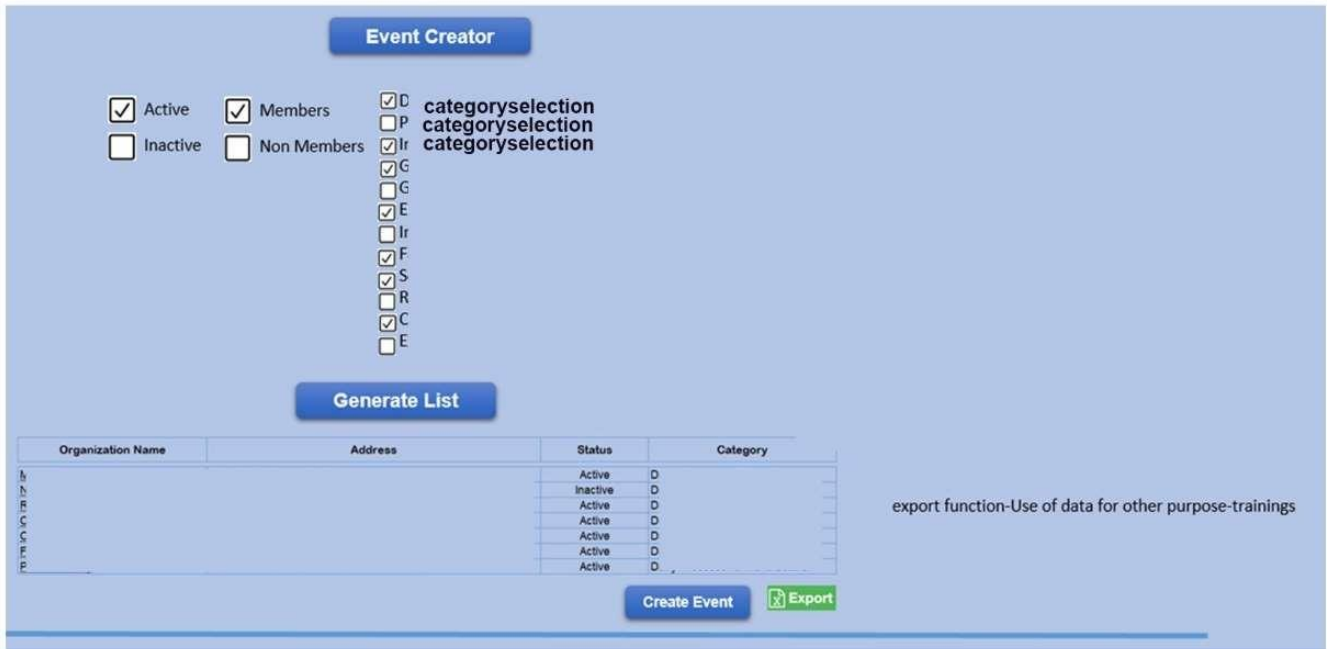 Event Creator
Active Members
Inactive Non Members
D categoryselection
P categoryselection
Ir categoryselection
G
G
E
Ir
F
S
R
C
E
Generate List
Organization Name Address Status Category
Active D
Inactive D
Active D
Active D
Active D
Active D
Active D
export function-Use of data for other purpose-trainings
Create Event Export